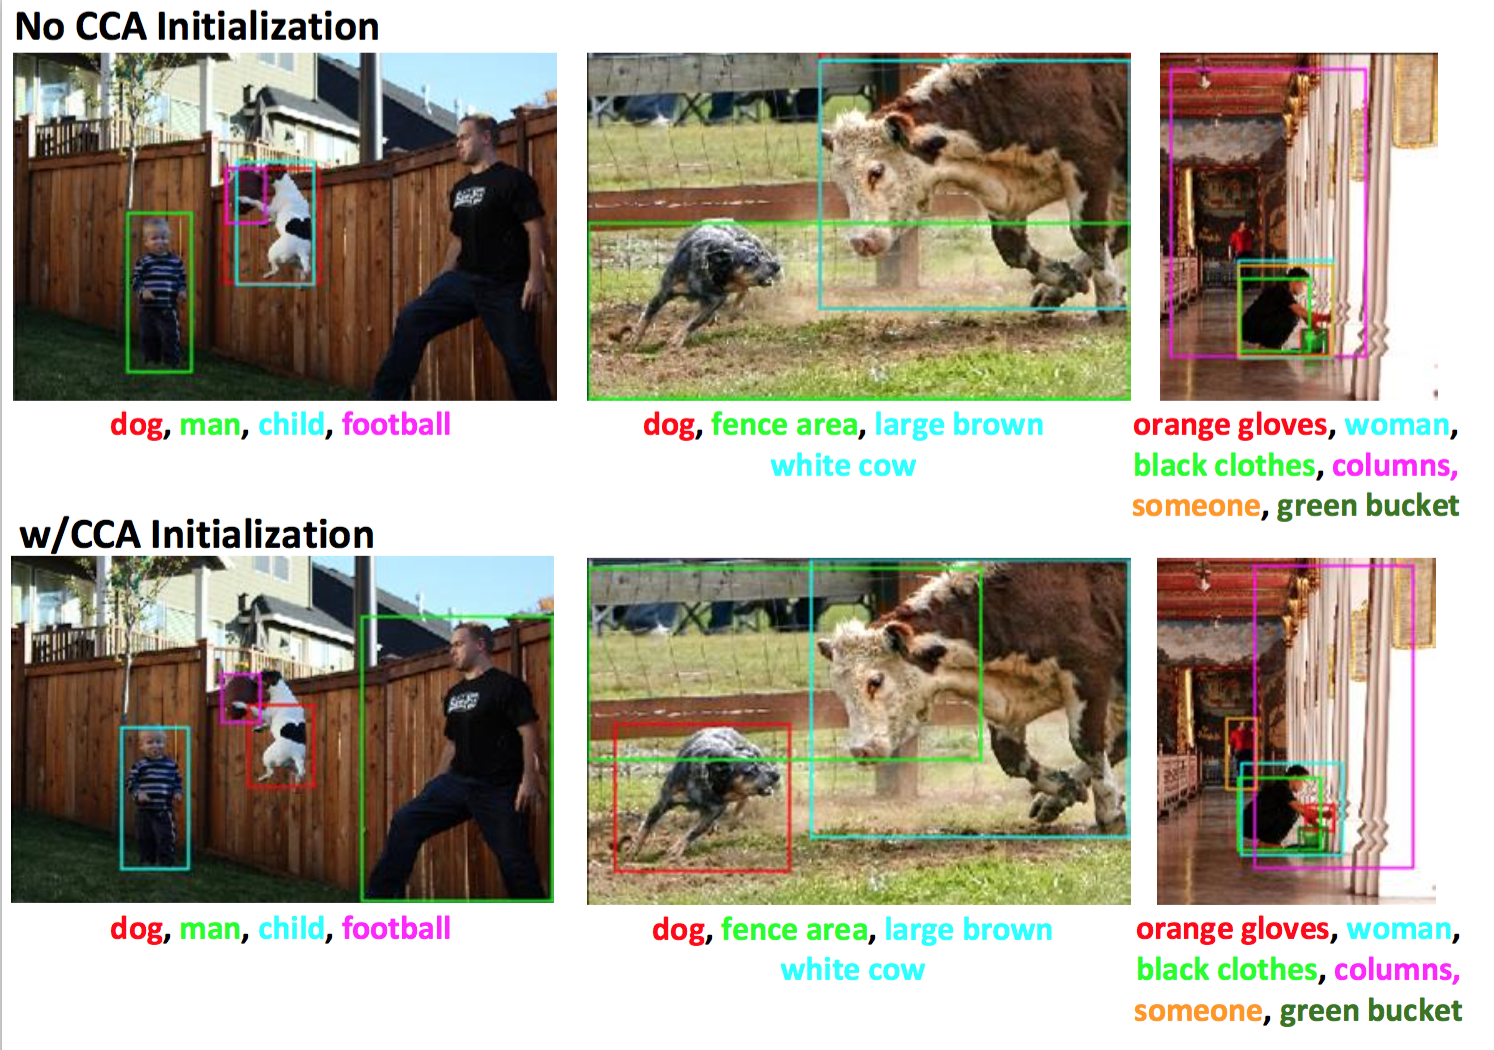 No CCA Initialization
dog, man, child, football
dog, fence area, large brown
white cow
orange gloves, woman,
black clothes, columns,
someone, green bucket
w/CCA Initialization
dog, man, child, football
dog, fence area, large brown
white cow
orange gloves, woman,
black clothes, columns,
someone, green bucket